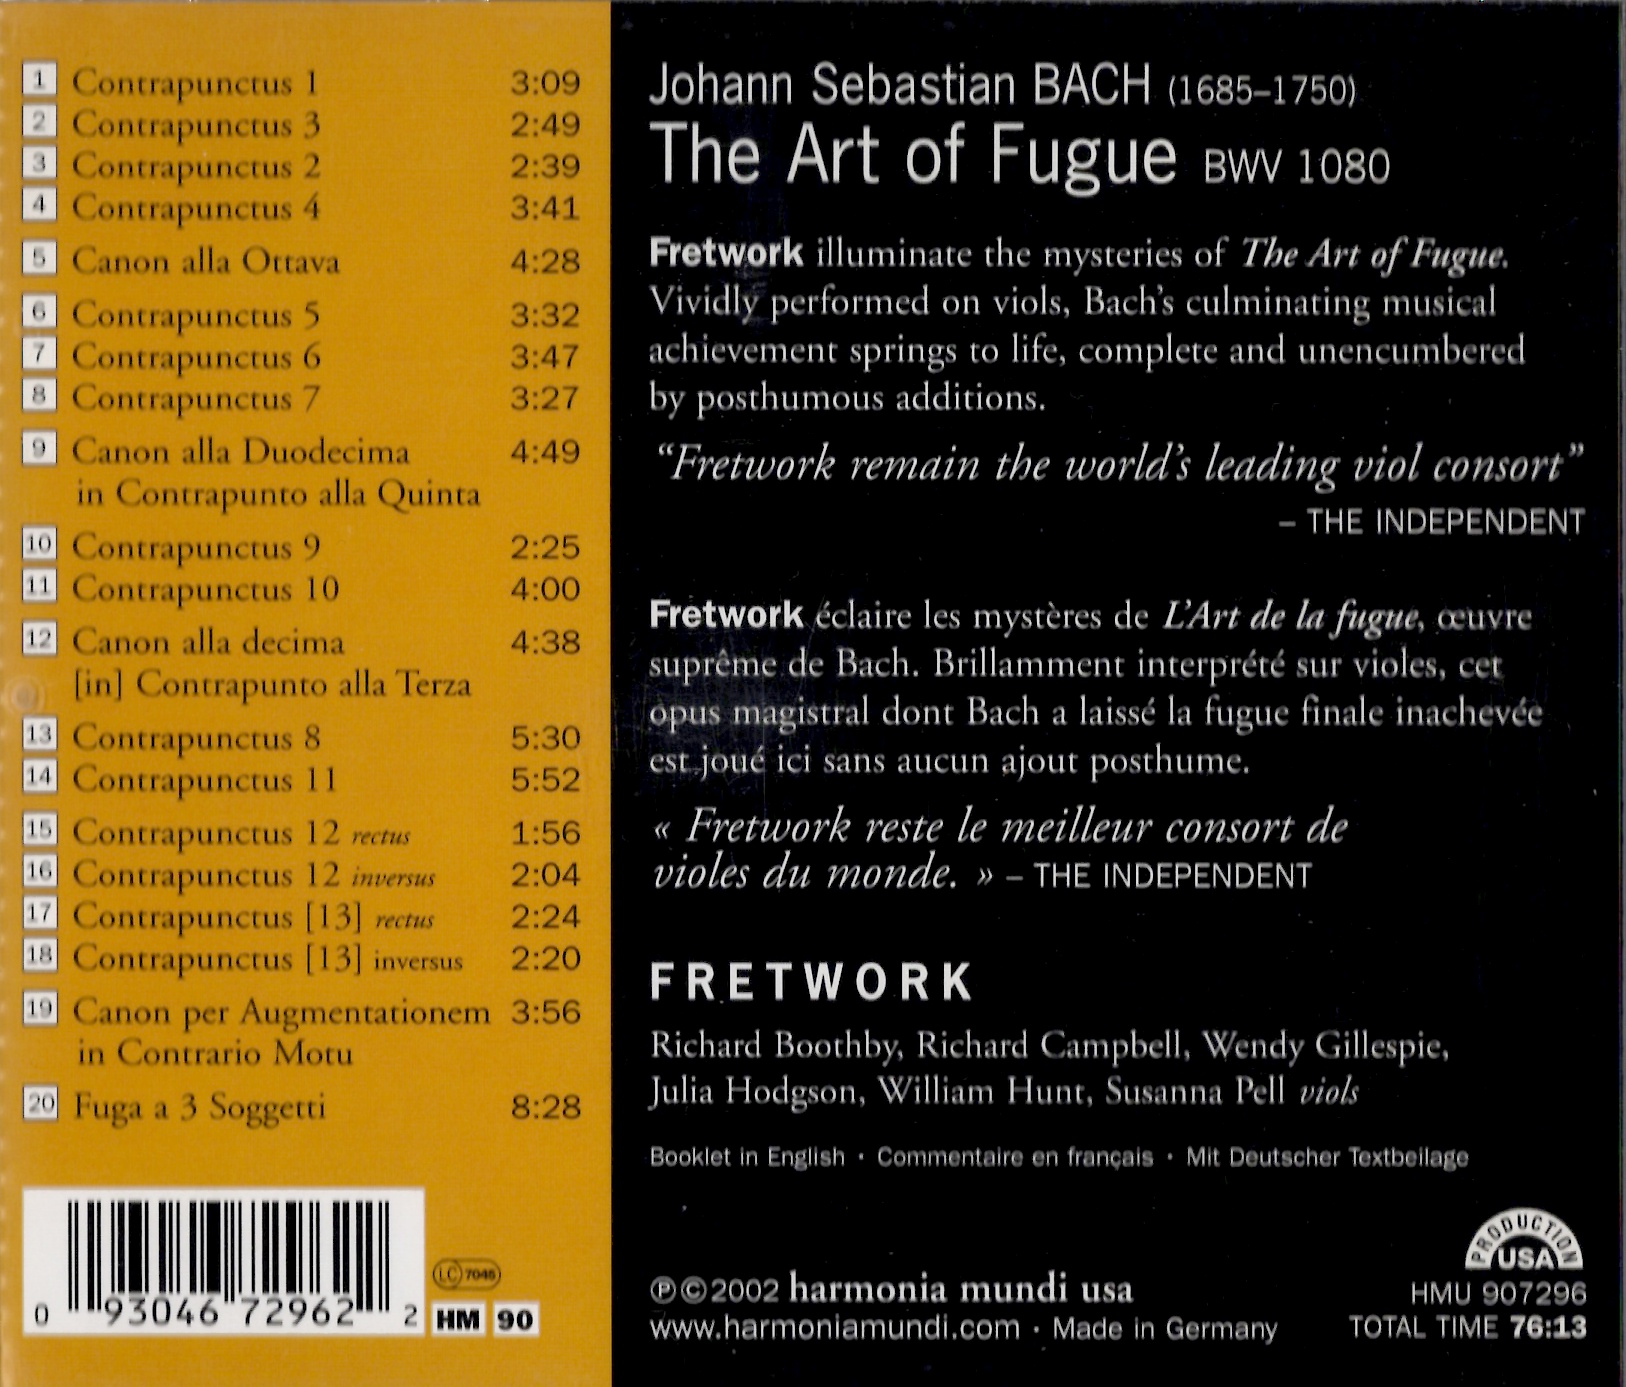 1 Contrapunctus 1 3:09
2 Contrapunctus 3 2:49
3 Contrapunctus 2 2:39
4 Contrapunctus 4 3:41
5 Canon alla Ottava 4:28
6 Contrapunctus 5 3:32
7 Contrapunctus 6 3:47
8 Contrapunctus 7 3:27
9 Canon alla Duodecima 4:49
in Contrapunto alla Quinta
10 Contrapunctus 9 2:25
11 Contrapunctus 10 4:00
12 Canon alla decima 4:38
[in] Contrapunto alla Terza
13 Contrapunctus 8 5:30
14 Contrapunctus 11 5:52
15 Contrapunctus 12 rectus 1:56
16 Contrapunctus 12 inversus 2:04
17 Contrapunctus [13] rectus 2:24
18 Contrapunctus [13] inversus 2:20
19 Canon per Augmentationem 3:56
in Contrario Motu
20 Fuga a 3 Soggetti 8:28
0 93046 72962 2
LC 7045
HM 90
Johann Sebastian BACH (1685–1750)
The Art of Fugue BWV 1080
Fretwork illuminate the mysteries of The Art of Fugue.
Vividly performed on viols, Bach's culminating musical
achievement springs to life, complete and unencumbered
by posthumous additions.
“Fretwork remain the world's leading viol consort”
– THE INDEPENDENT
Fretwork éclaire les mystères de L'Art de la fugue, œuvre
suprême de Bach. Brillamment interprété sur violes, cet
opus magistral dont Bach a laissé la fugue finale inachevée
est joué ici sans aucun ajout posthume.
« Fretwork reste le meilleur consort de
violes du monde. » – THE INDEPENDENT
FRETWORK
Richard Boothby, Richard Campbell, Wendy Gillespie,
Julia Hodgson, William Hunt, Susanna Pell viols
Booklet in English • Commentaire en français • Mit Deutscher Textbeilage
PRODUCTION
USA
℗©2002 harmonia mundi usa
HMU 907296
www.harmoniamundi.com • Made in Germany
TOTAL TIME 76:13